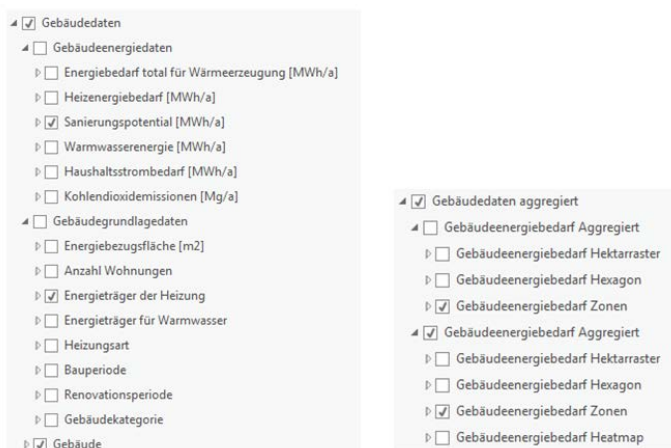 Gebäudedaten
Gebäudeenergiedaten
Energiebedarf total für Wärmeerzeugung [MWh/a]
Heizenergiebedarf [MWh/a]
Sanierungspotential [MWh/a]
Warmwasserenergie [MWh/a]
Haushaltsstrombedarf [MWh/a]
Kohlendioxidemissionen [Mg/a]
Gebäudegrundlagedaten
Energiebezugsfläche [m2]
Anzahl Wohnungen
Energieträger der Heizung
Energieträger für Warmwasser
Heizungsart
Bauperiode
Renovationsperiode
Gebäudekategorie
Gebäude
Gebäudedaten aggregiert
Gebäudeenergiebedarf Aggregiert
Gebäudeenergiebedarf Hektarraster
Gebäudeenergiebedarf Hexagon
Gebäudeenergiebedarf Zonen
Gebäudeenergiebedarf Aggregiert
Gebäudeenergiebedarf Hektarraster
Gebäudeenergiebedarf Hexagon
Gebäudeenergiebedarf Zonen
Gebäudeenergiebedarf Heatmap